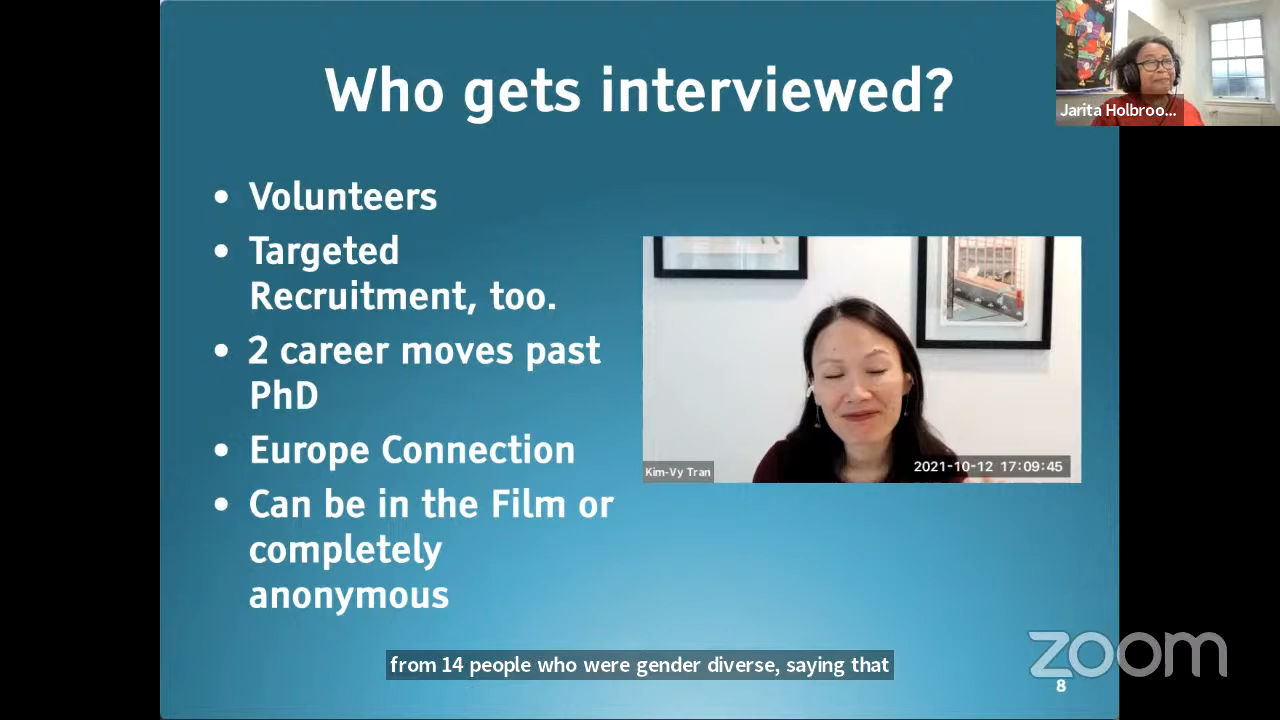 Who gets interviewed?
Jarita Holbroo...
• Volunteers
• Targeted
Recruitment, too.
• 2 career moves past
PhD
• Europe Connection
• Can be in the Film or
completely
anonymous
Kim-Vy Tran
2021-10-12 17:09:45
from 14 people who were gender diverse, saying that
zoom
8